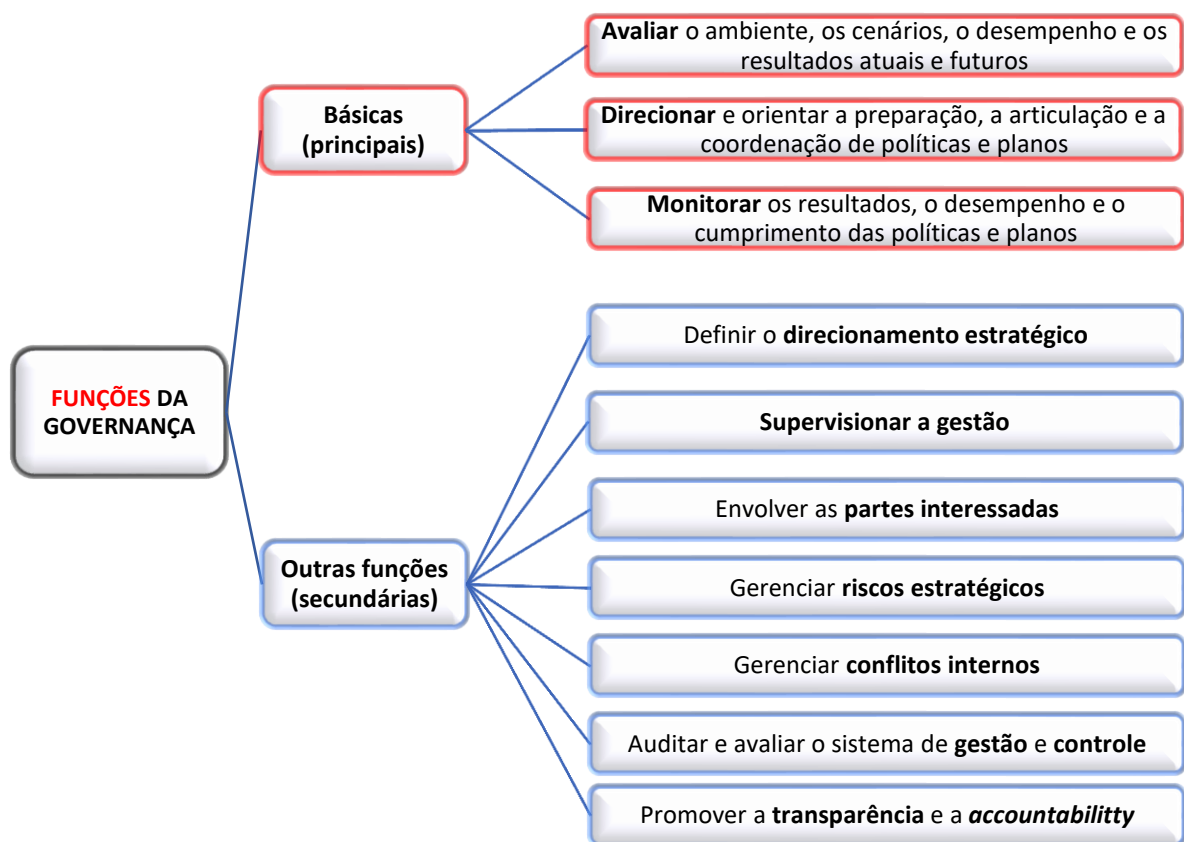 FUNÇÕES DA
GOVERNANÇA
Básicas
(principais)
Avaliar o ambiente, os cenários, o desempenho e os
resultados atuais e futuros
Direcionar e orientar a preparação, a articulação e a
coordenação de políticas e planos
Monitorar os resultados, o desempenho e o
cumprimento das políticas e planos
Outras funções
(secundárias)
Definir o direcionamento estratégico
Supervisionar a gestão
Envolver as partes interessadas
Gerenciar riscos estratégicos
Gerenciar conflitos internos
Auditar e avaliar o sistema de gestão e controle
Promover a transparência e a accountabilitty